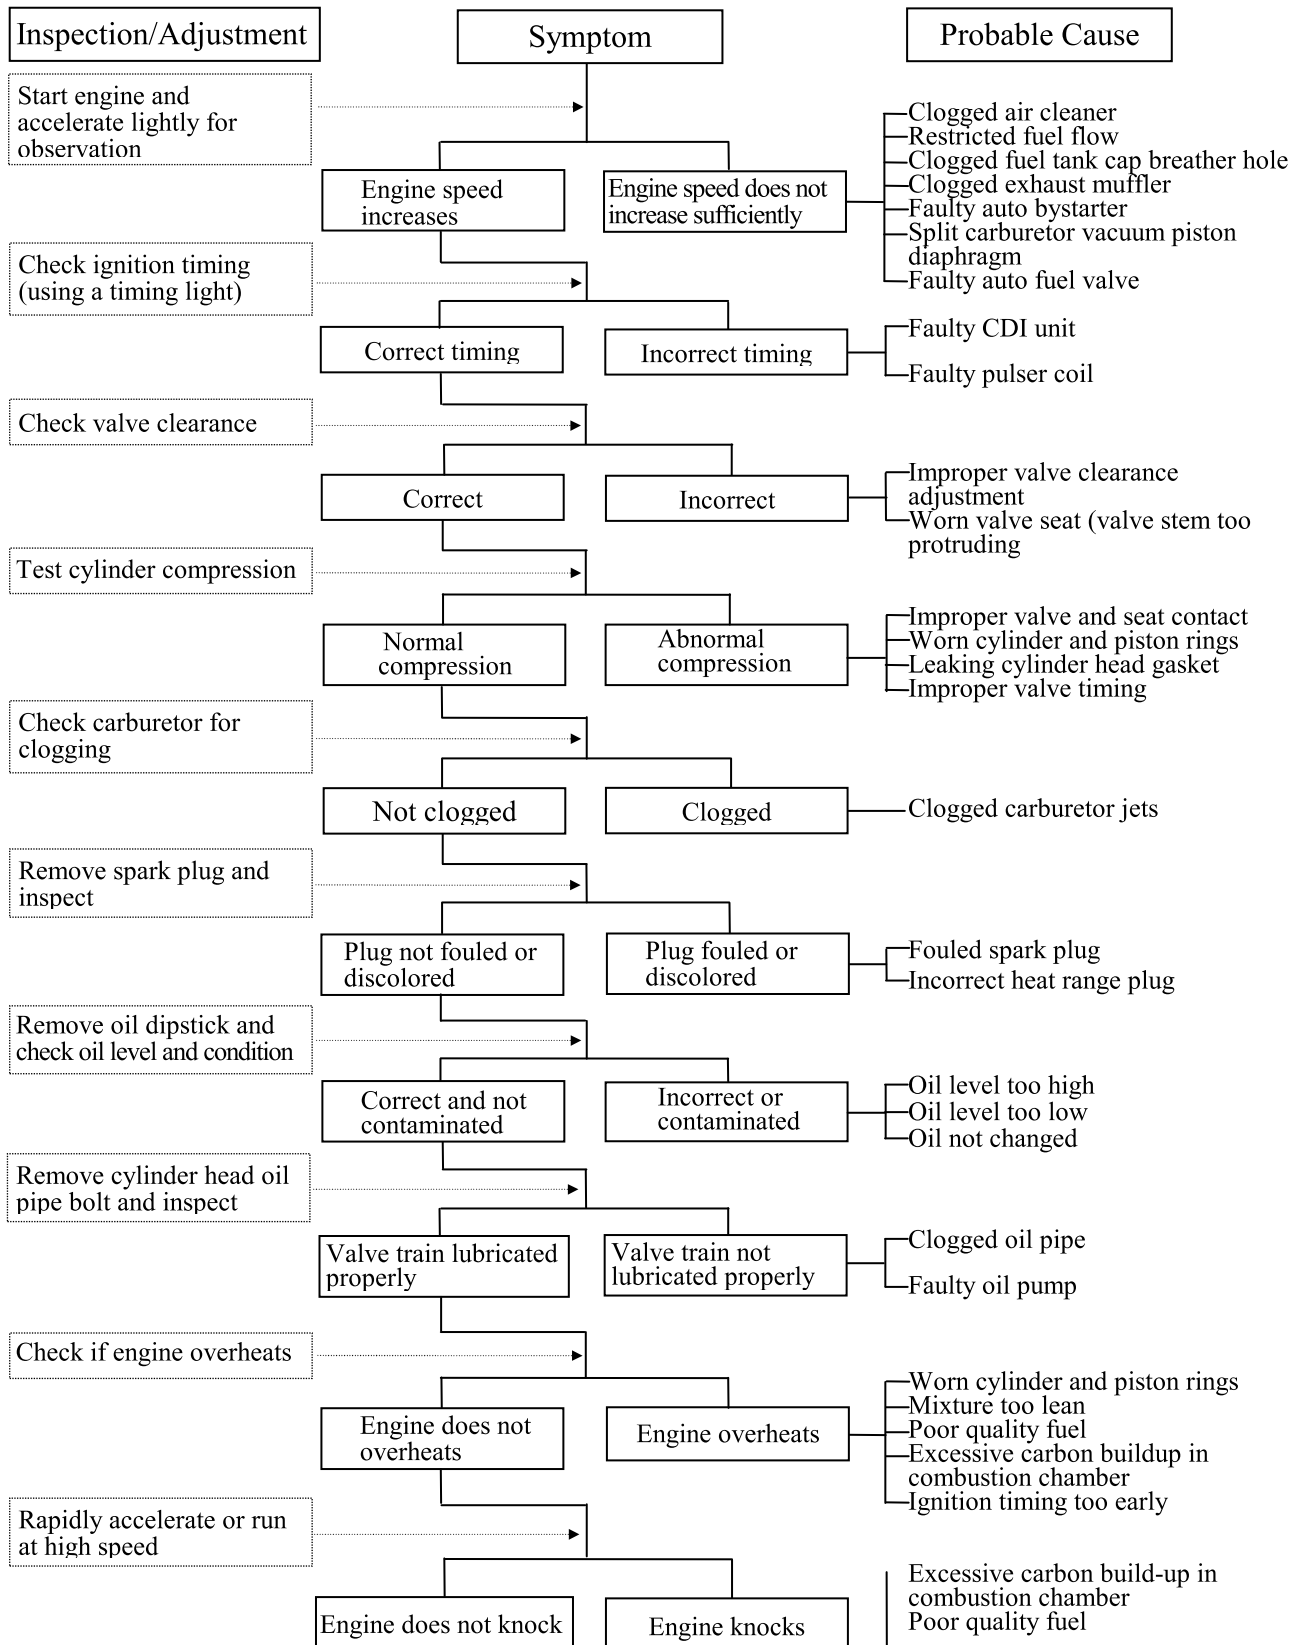 Inspection/Adjustment
Symptom
Probable Cause
Start engine and
accelerate lightly for
observation
Engine speed
increases
Engine speed does not
increase sufficiently
Clogged air cleaner
Restricted fuel flow
Clogged fuel tank cap breather hole
Clogged exhaust muffler
Faulty auto bystarter
Split carburetor vacuum piston
diaphragm
Faulty auto fuel valve
Check ignition timing
(using a timing light)
Correct timing
Incorrect timing
Faulty CDI unit
Faulty pulser coil
Check valve clearance
Correct
Incorrect
Improper valve clearance
adjustment
Worn valve seat (valve stem too
protruding
Test cylinder compression
Normal
compression
Abnormal
compression
Improper valve and seat contact
Worn cylinder and piston rings
Leaking cylinder head gasket
Improper valve timing
Check carburetor for
clogging
Not clogged
Clogged
Clogged carburetor jets
Remove spark plug and
inspect
Plug not fouled or
discolored
Plug fouled or
discolored
Fouled spark plug
Incorrect heat range plug
Remove oil dipstick and
check oil level and condition
Correct and not
contaminated
Incorrect or
contaminated
Oil level too high
Oil level too low
Oil not changed
Remove cylinder head oil
pipe bolt and inspect
Valve train lubricated
properly
Valve train not
lubricated properly
Clogged oil pipe
Faulty oil pump
Check if engine overheats
Engine does not
overheats
Engine overheats
Worn cylinder and piston rings
Mixture too lean
Poor quality fuel
Excessive carbon buildup in
combustion chamber
Ignition timing too early
Rapidly accelerate or run
at high speed
Engine does not knock
Engine knocks
Excessive carbon build-up in
combustion chamber
Poor quality fuel